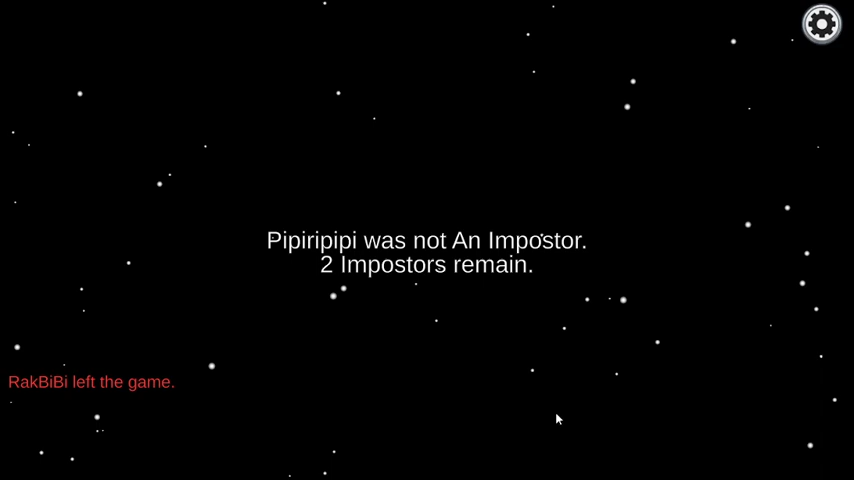 Pipiripipi was not An Impostor.
2 Impostors remain.
RakBiBi left the game.